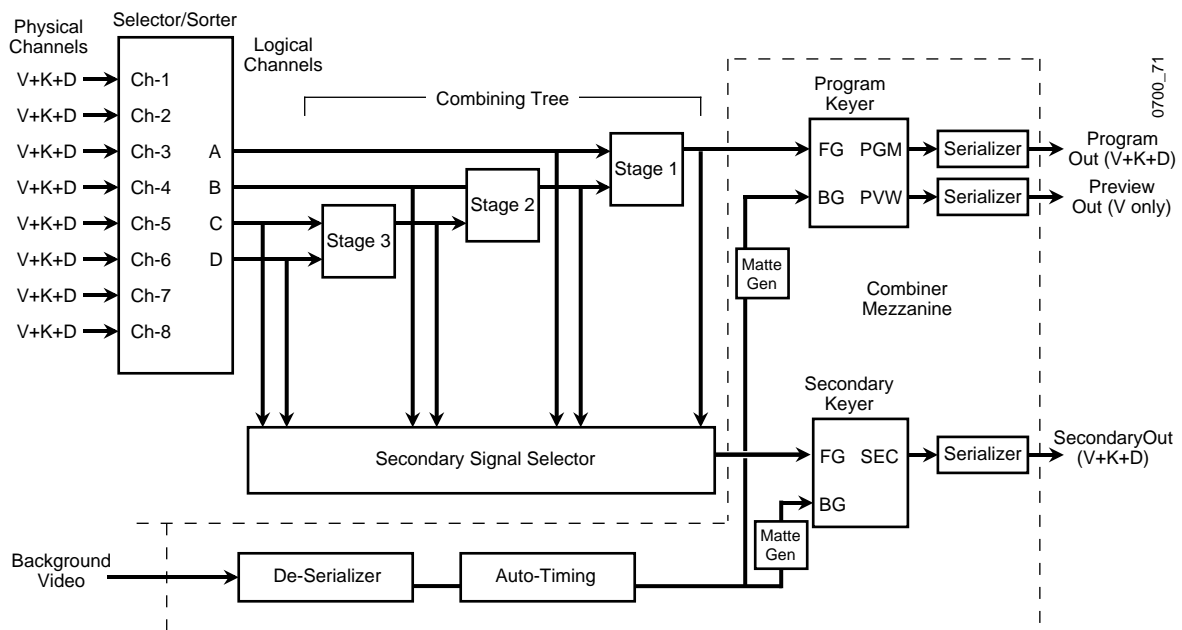 Physical
Channels
Selector/Sorter
Logical
Channels
V+K+D
V+K+D
V+K+D
V+K+D
V+K+D
V+K+D
V+K+D
V+K+D
Ch-1
Ch-2
Ch-3
Ch-4
Ch-5
Ch-6
Ch-7
Ch-8
A
B
C
D
Combining Tree
Stage 1
Stage 2
Stage 3
Program
Keyer
FG PGM
BG PVW
Serializer
Serializer
Program
Out (V+K+D)
Preview
Out (V only)
0700_71
Matte
Gen
Combiner
Mezzanine
Secondary Signal Selector
Secondary
Keyer
FG SEC
BG
Serializer
SecondaryOut
(V+K+D)
Matte
Gen
Background
Video
De-Serializer
Auto-Timing